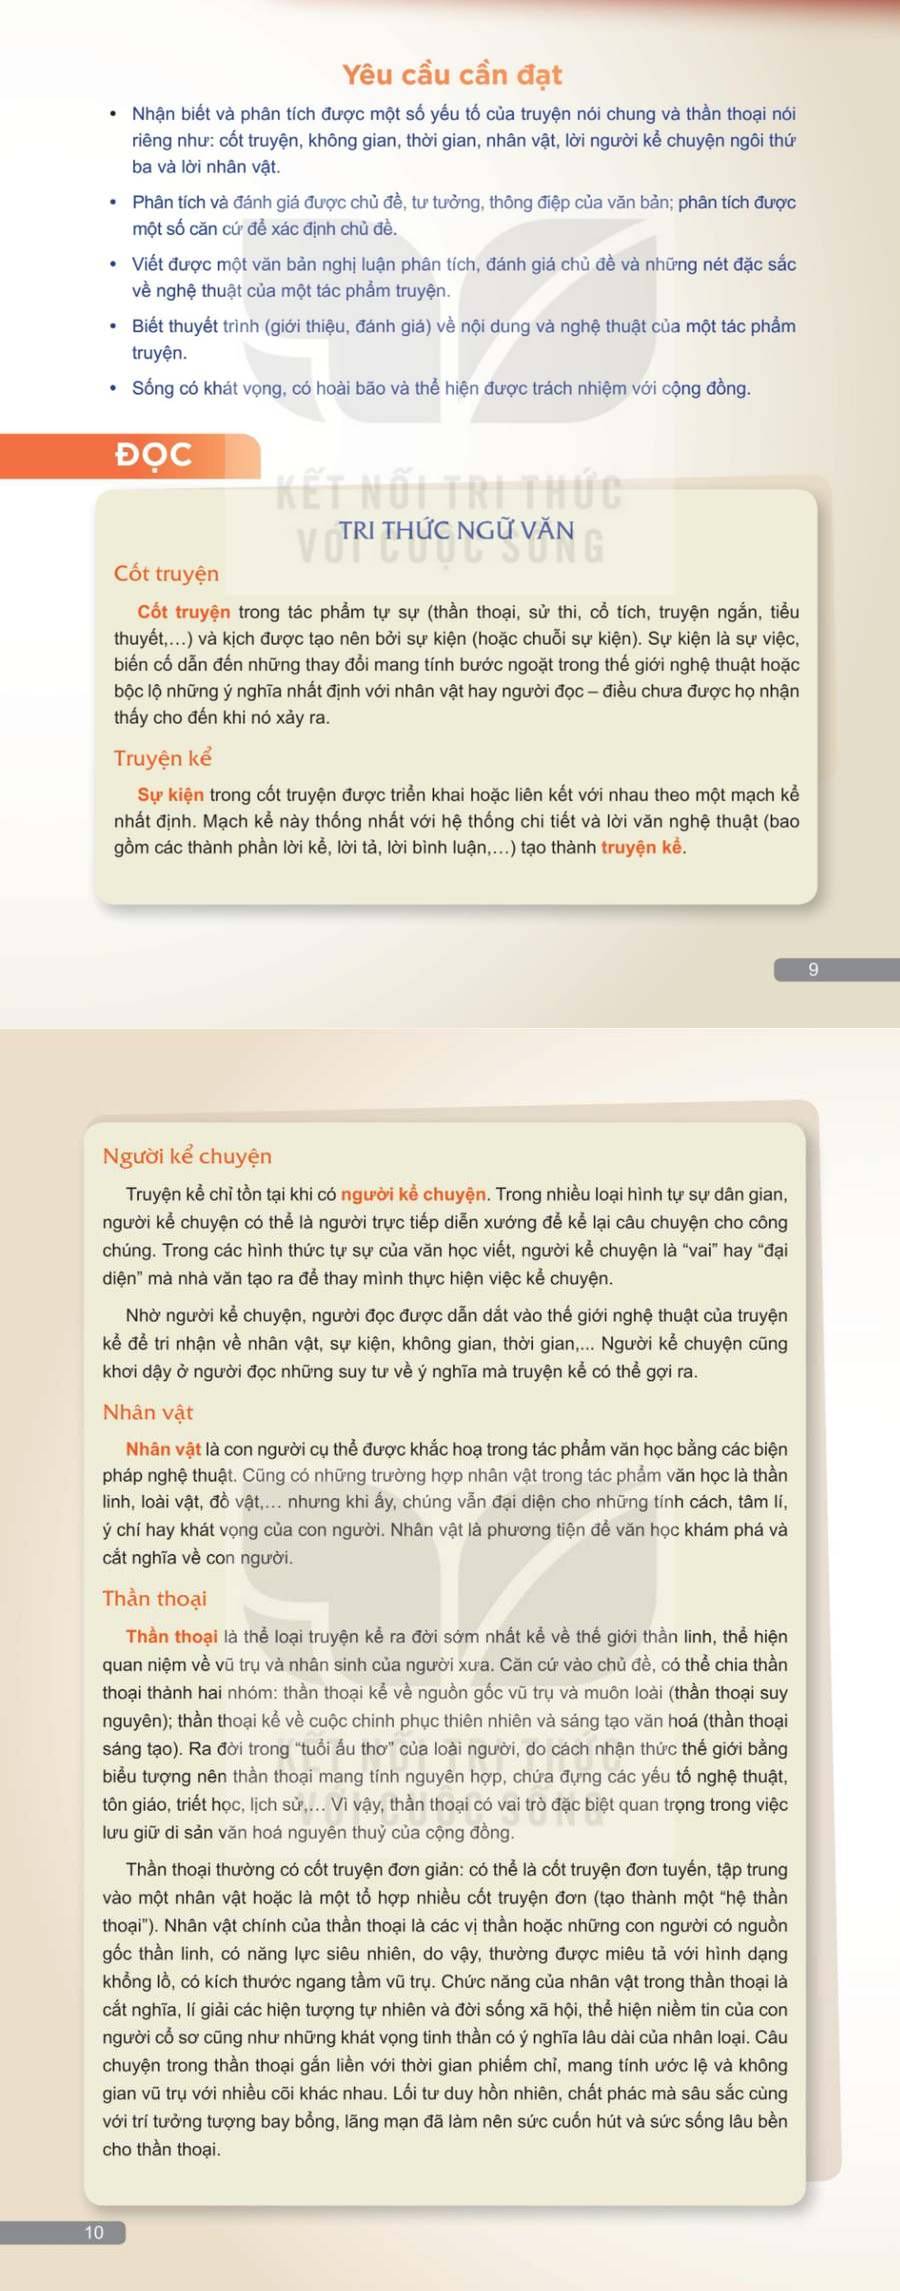 Yêu cầu cần đạt
• Nhận biết và phân tích được một số yếu tố của truyện nói chung và thần thoại nói
riêng như: cốt truyện, không gian, thời gian, nhân vật, lời người kể chuyện ngôi thứ
ba và lời nhân vật.
• Phân tích và đánh giá được chủ đề, tư tưởng, thông điệp của văn bản; phân tích được
một số căn cứ để xác định chủ đề.
• Viết được một văn bản nghị luận phân tích, đánh giá chủ đề và những nét đặc sắc
về nghệ thuật của một tác phẩm truyện.
• Biết thuyết trình (giới thiệu, đánh giá) về nội dung và nghệ thuật của một tác phẩm
truyện.
• Sống có khát vọng, có hoài bão và thể hiện được trách nhiệm với cộng đồng.
ĐỌC
KẾT NỐI TRI THỨC
VỚI CUỘC SỐNG
TRI THỨC NGỮ VĂN
Cốt truyện
Cốt truyện trong tác phẩm tự sự (thần thoại, sử thi, cổ tích, truyện ngắn, tiểu
thuyết,...) và kịch được tạo nên bởi sự kiện (hoặc chuỗi sự kiện). Sự kiện là sự việc,
biến cố dẫn đến những thay đổi mang tính bước ngoặt trong thế giới nghệ thuật hoặc
bộc lộ những ý nghĩa nhất định với nhân vật hay người đọc – điều chưa được họ nhận
thấy cho đến khi nó xảy ra.
Truyện kể
Sự kiện trong cốt truyện được triển khai hoặc liên kết với nhau theo một mạch kể
nhất định. Mạch kể này thống nhất với hệ thống chi tiết và lời văn nghệ thuật (bao
gồm các thành phần lời kể, lời tả, lời bình luận,...) tạo thành truyện kể.
9
Người kể chuyện
Truyện kể chỉ tồn tại khi có người kể chuyện. Trong nhiều loại hình tự sự dân gian,
người kể chuyện có thể là người trực tiếp diễn xướng để kể lại câu chuyện cho công
chúng. Trong các hình thức tự sự của văn học viết, người kể chuyện là “vai” hay “đại
diện” mà nhà văn tạo ra để thay mình thực hiện việc kể chuyện.
Nhờ người kể chuyện, người đọc được dẫn dắt vào thế giới nghệ thuật của truyện
kể để tri nhận về nhân vật, sự kiện, không gian, thời gian,... Người kể chuyện cũng
khơi dậy ở người đọc những suy tư về ý nghĩa mà truyện kể có thể gợi ra.
Nhân vật
Nhân vật là con người cụ thể được khắc hoạ trong tác phẩm văn học bằng các biện
pháp nghệ thuật. Cũng có những trường hợp nhân vật trong tác phẩm văn học là thần
linh, loài vật, đồ vật,... nhưng khi ấy, chúng vẫn đại diện cho những tính cách, tâm lí,
ý chí hay khát vọng của con người. Nhân vật là phương tiện để văn học khám phá và
cắt nghĩa về con người.
Thần thoại
Thần thoại là thể loại truyện kể ra đời sớm nhất kể về thế giới thần linh, thể hiện
quan niệm về vũ trụ và nhân sinh của người xưa. Căn cứ vào chủ đề, có thể chia thần
thoại thành hai nhóm: thần thoại kể về nguồn gốc vũ trụ và muôn loài (thần thoại suy
nguyên); thần thoại kể về cuộc chinh phục thiên nhiên và sáng tạo văn hoá (thần thoại
sáng tạo). Ra đời trong “tuổi ấu thơ” của loài người, do cách nhận thức thế giới bằng
biểu tượng nên thần thoại mang tính nguyên hợp, chứa đựng các yếu tố nghệ thuật,
tôn giáo, triết học, lịch sử,... Vì vậy, thần thoại có vai trò đặc biệt quan trọng trong việc
lưu giữ di sản văn hoá nguyên thuỷ của cộng đồng.
KẾT NỐI TRI THỨC
VỚI CUỘC SỐNG
Thần thoại thường có cốt truyện đơn giản: có thể là cốt truyện đơn tuyến, tập trung
vào một nhân vật hoặc là một tổ hợp nhiều cốt truyện đơn (tạo thành một “hệ thần
thoại”). Nhân vật chính của thần thoại là các vị thần hoặc những con người có nguồn
gốc thần linh, có năng lực siêu nhiên, do vậy, thường được miêu tả với hình dạng
khổng lồ, có kích thước ngang tầm vũ trụ. Chức năng của nhân vật trong thần thoại là
cắt nghĩa, lí giải các hiện tượng tự nhiên và đời sống xã hội, thể hiện niềm tin của con
người cổ sơ cũng như những khát vọng tinh thần có ý nghĩa lâu dài của nhân loại. Câu
chuyện trong thần thoại gắn liền với thời gian phiếm chỉ, mang tính ước lệ và không
gian vũ trụ với nhiều cõi khác nhau. Lối tư duy hồn nhiên, chất phác mà sâu sắc cùng
với trí tưởng tượng bay bổng, lãng mạn đã làm nên sức cuốn hút và sức sống lâu bền
cho thần thoại.
10